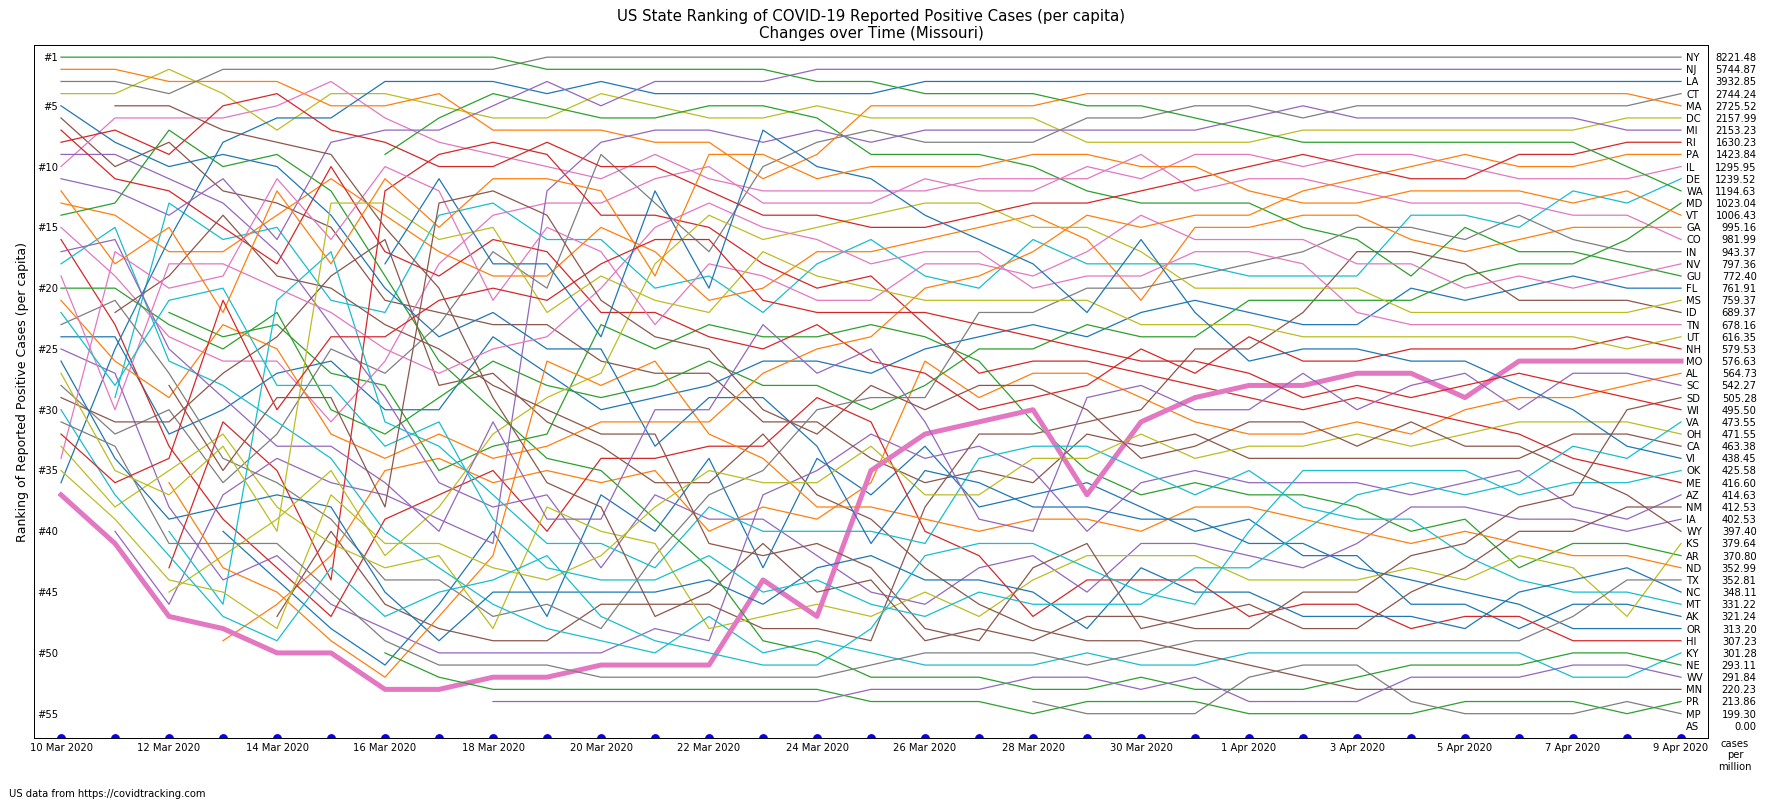 US State Ranking of COVID-19 Reported Positive Cases (per capita)
Changes over Time (Missouri)
Ranking of Reported Positive Cases (per capita)
#1
#5
#10
#15
#20
#25
#30
#35
#40
#45
#50
#55
NY 8221.48
NJ 5744.87
LA 3932.85
CT 2744.24
MA 2725.52
DC 2157.99
MI 2153.23
RI 1630.23
PA 1423.84
IL 1295.95
DE 1239.52
WA 1194.63
MD 1023.04
VT 1006.43
GA 995.16
CO 981.99
IN 943.37
NV 797.36
GU 772.40
FL 761.91
MS 759.37
ID 689.37
TN 678.16
UT 616.35
NH 579.53
MO 576.63
AL 564.73
SC 542.27
SD 505.28
WI 495.50
VA 473.55
OH 471.55
CA 463.38
VI 438.45
OK 425.58
ME 416.60
AZ 414.63
NM 412.53
IA 402.53
WY 397.40
KS 379.64
AR 370.80
ND 352.99
TX 352.81
NC 348.11
MT 331.22
AK 321.24
OR 313.20
HI 307.23
KY 301.28
NE 293.11
WV 291.84
MN 220.23
PR 213.86
MP 199.30
AS 0.00
10 Mar 2020 12 Mar 2020 14 Mar 2020 16 Mar 2020 18 Mar 2020 20 Mar 2020 22 Mar 2020 24 Mar 2020 26 Mar 2020 28 Mar 2020 30 Mar 2020 1 Apr 2020 3 Apr 2020 5 Apr 2020 7 Apr 2020 9 Apr 2020
cases
per
million
US data from https://covidtracking.com